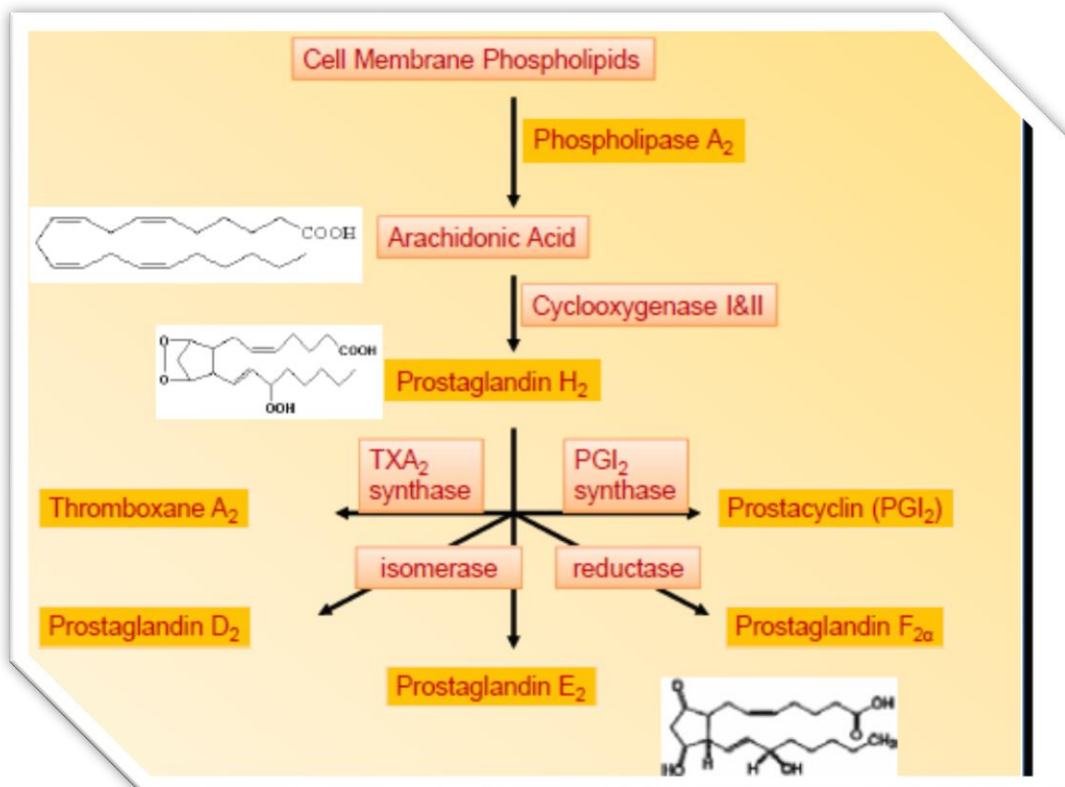 Cell Membrane Phospholipids
Phospholipase A₂
COOH
Arachidonic Acid
Cyclooxygenase I&II
O
O
COOH
OOH
Prostaglandin H₂
TXA₂
synthase
PGI₂
synthase
Thromboxane A₂
Prostacyclin (PGI₂)
isomerase
reductase
Prostaglandin D₂
Prostaglandin F₂α
Prostaglandin E₂
O
OH
O
CH₃
HO
H
H
OH